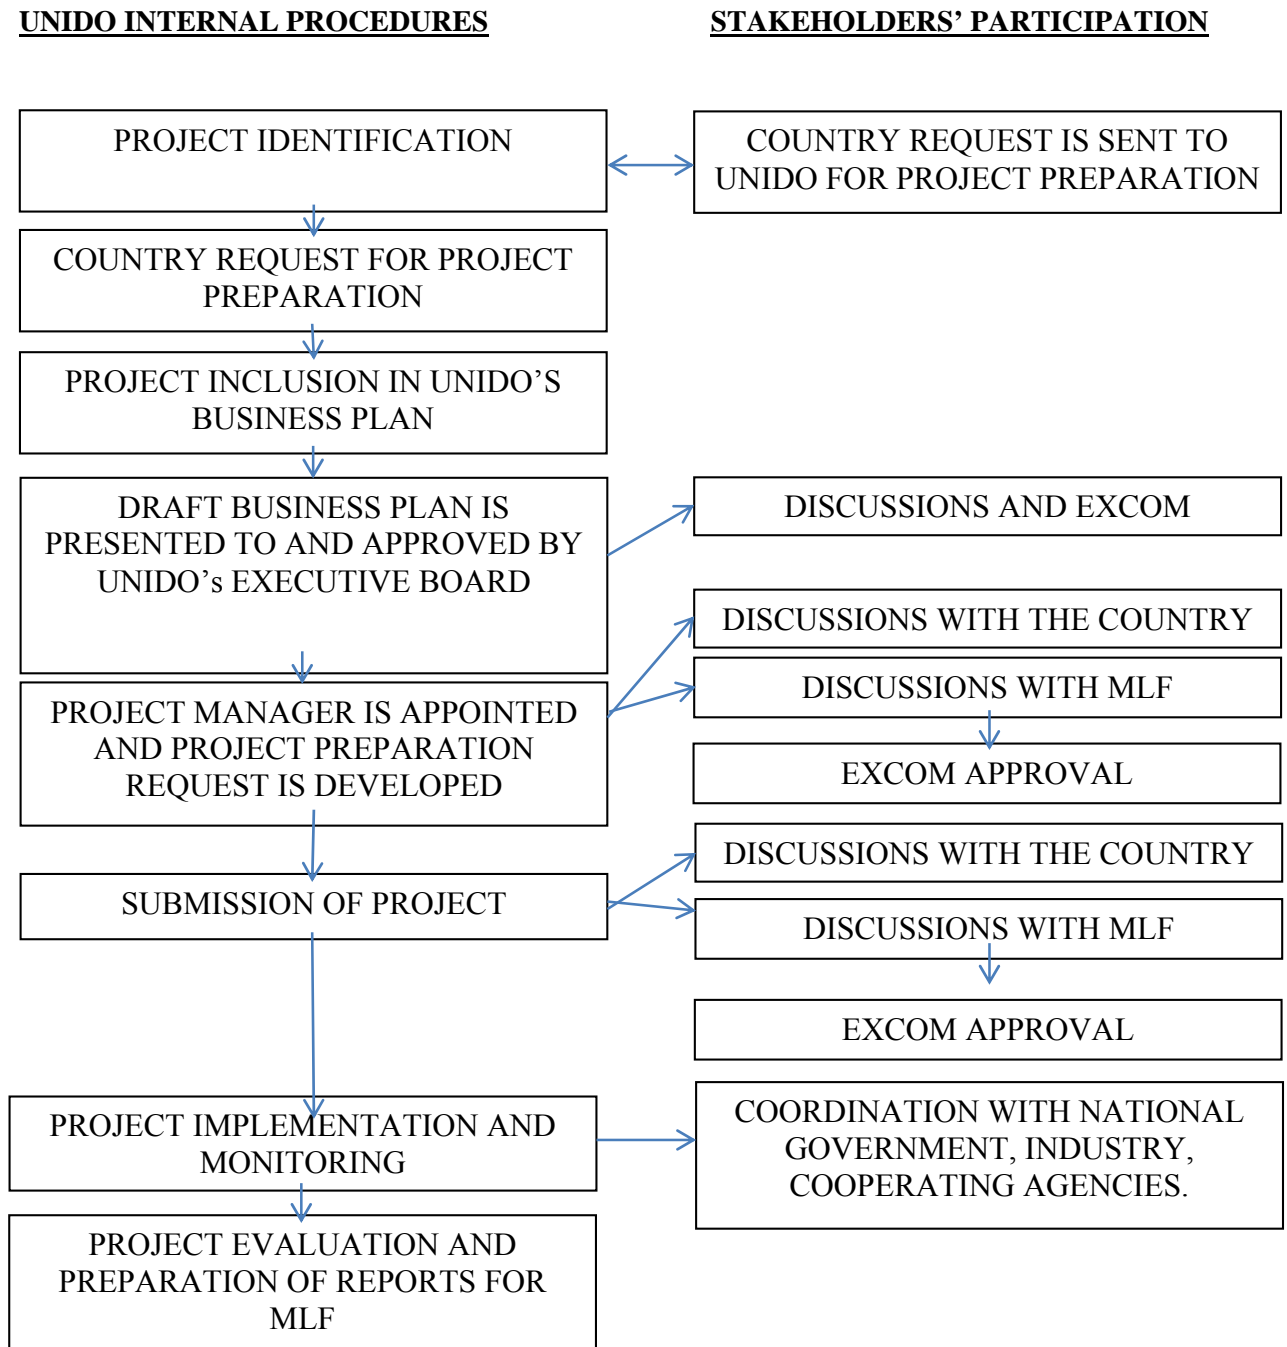 UNIDO INTERNAL PROCEDURES
STAKEHOLDERS’ PARTICIPATION
PROJECT IDENTIFICATION
COUNTRY REQUEST IS SENT TO
UNIDO FOR PROJECT PREPARATION
COUNTRY REQUEST FOR PROJECT
PREPARATION
PROJECT INCLUSION IN UNIDO’S
BUSINESS PLAN
DRAFT BUSINESS PLAN IS
PRESENTED TO AND APPROVED BY
UNIDO’s EXECUTIVE BOARD
DISCUSSIONS AND EXCOM
DISCUSSIONS WITH THE COUNTRY
DISCUSSIONS WITH MLF
PROJECT MANAGER IS APPOINTED
AND PROJECT PREPARATION
REQUEST IS DEVELOPED
EXCOM APPROVAL
DISCUSSIONS WITH THE COUNTRY
SUBMISSION OF PROJECT
DISCUSSIONS WITH MLF
EXCOM APPROVAL
PROJECT IMPLEMENTATION AND
MONITORING
COORDINATION WITH NATIONAL
GOVERNMENT, INDUSTRY,
COOPERATING AGENCIES.
PROJECT EVALUATION AND
PREPARATION OF REPORTS FOR
MLF